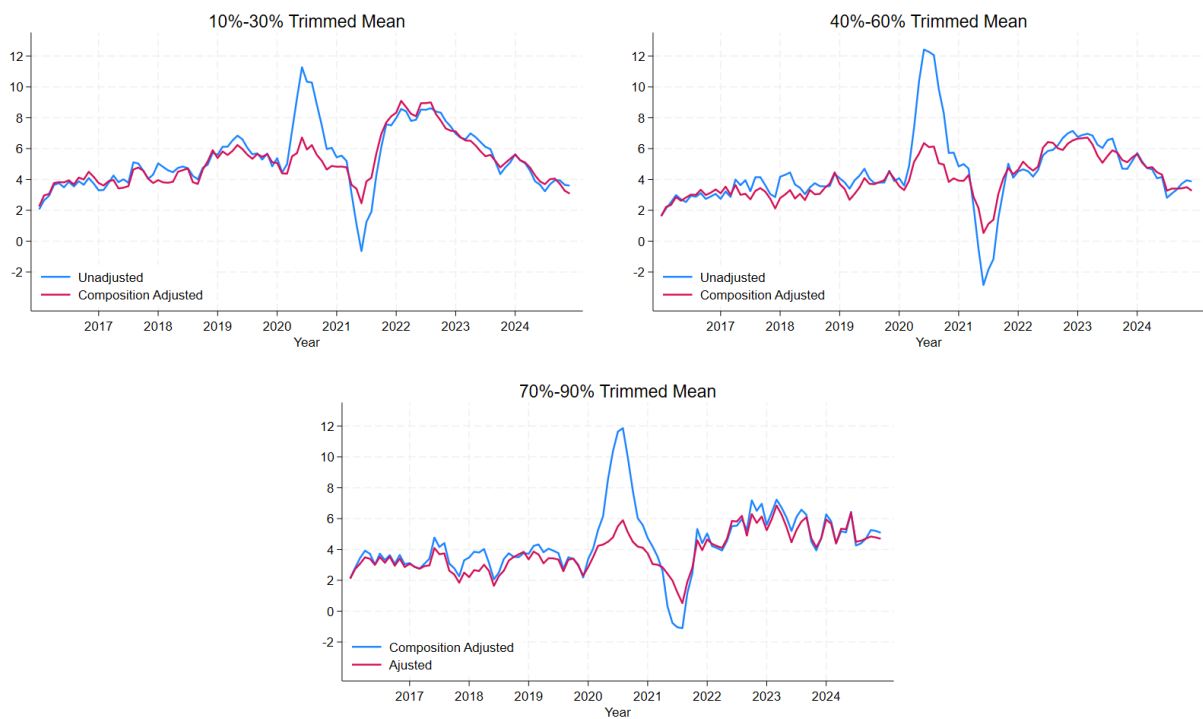 10%-30% Trimmed Mean
12
10
8
6
4
2
0
-2
Unadjusted
Composition Adjusted
2017 2018 2019 2020 2021 2022 2023 2024
Year
40%-60% Trimmed Mean
12
10
8
6
4
2
0
-2
Unadjusted
Composition Adjusted
2017 2018 2019 2020 2021 2022 2023 2024
Year
70%-90% Trimmed Mean
12
10
8
6
4
2
0
-2
Composition Adjusted
Ajusted
2017 2018 2019 2020 2021 2022 2023 2024
Year